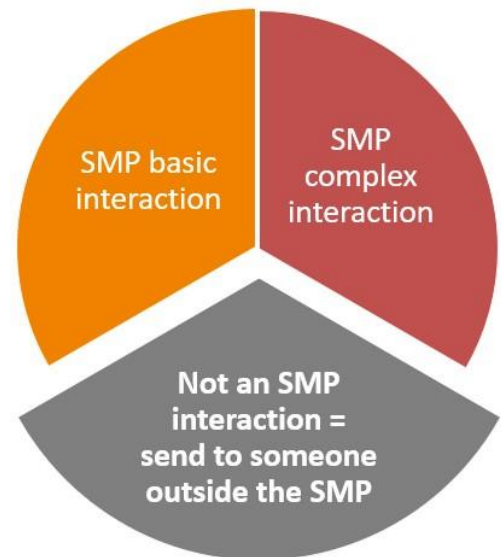 SMP basic
interaction
SMP
complex
interaction
Not an SMP
interaction =
send to someone
outside the SMP